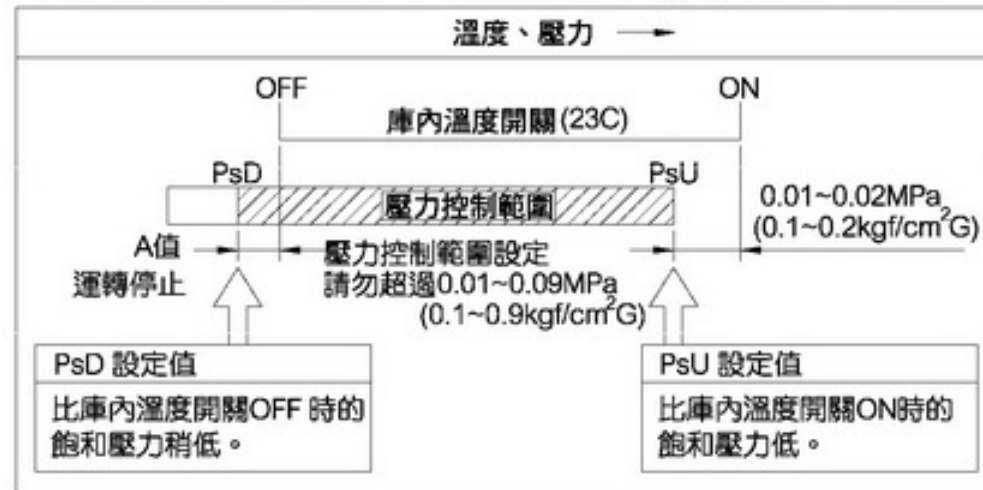 溫度、壓力
OFF
ON
庫內溫度開關(23C)
PsD
PsU
壓力控制範圍
0.01~0.02MPa
(0.1~0.2kgf/cm²G)
A值
運轉停止
壓力控制範圍設定
請勿超過0.01~0.09MPa
(0.1~0.9kgf/cm²G)
PsD 設定值
比庫內溫度開關OFF 時的
飽和壓力稍低。
PsU 設定值
比庫內溫度開關ON時的
飽和壓力低。